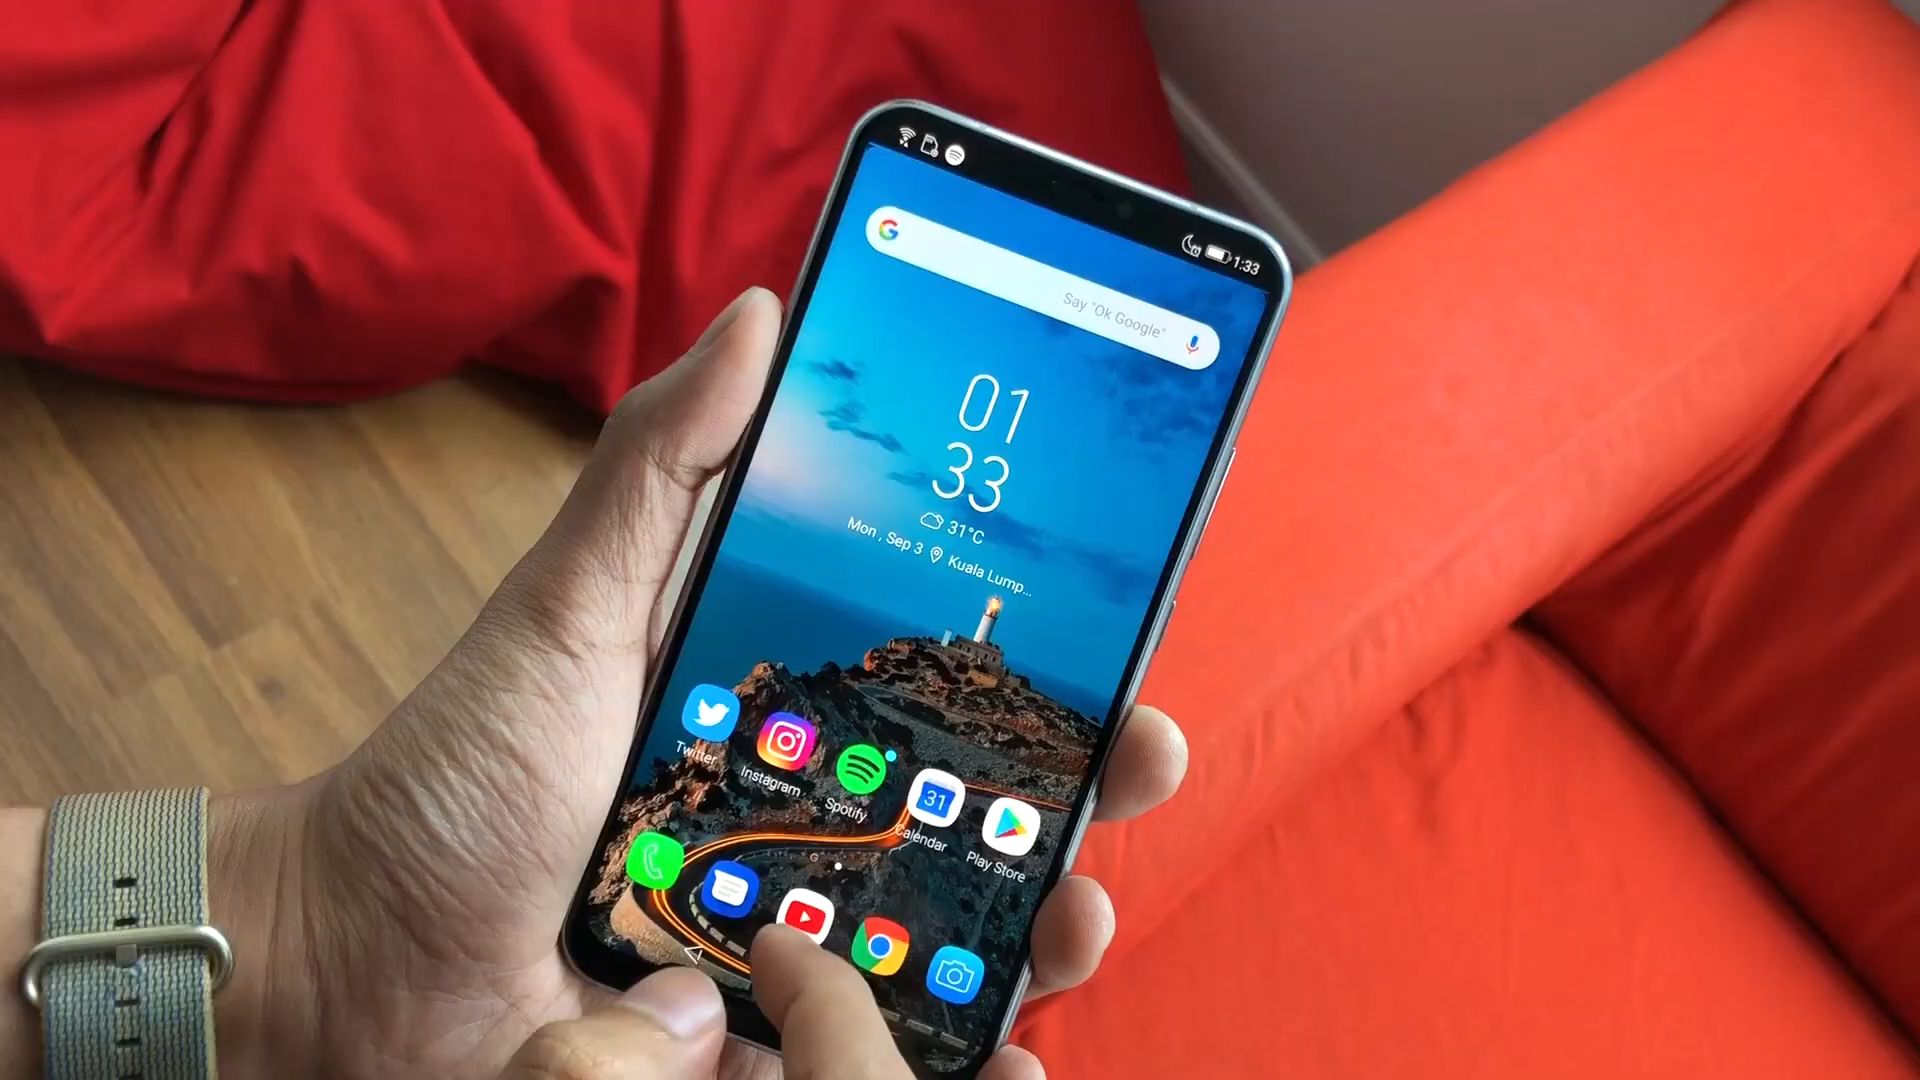 1:33
Say "Ok Google"
01
33
31°C
Mon , Sep 3 Kuala Lump...
Twitter
Instagram
Spotify
31
Calendar
Play Store